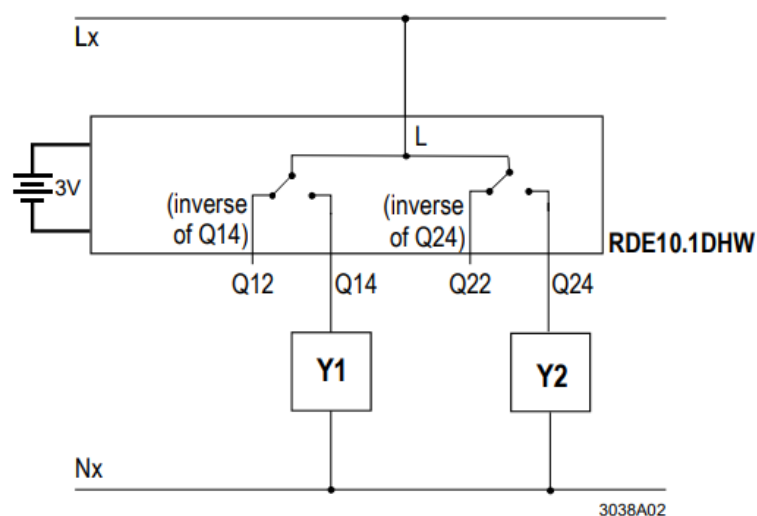 Lx
L
3V
(inverse
of Q14)
(inverse
of Q24)
RDE10.1DHW
Q12
Q14
Q22
Q24
Y1
Y2
Nx
3038A02